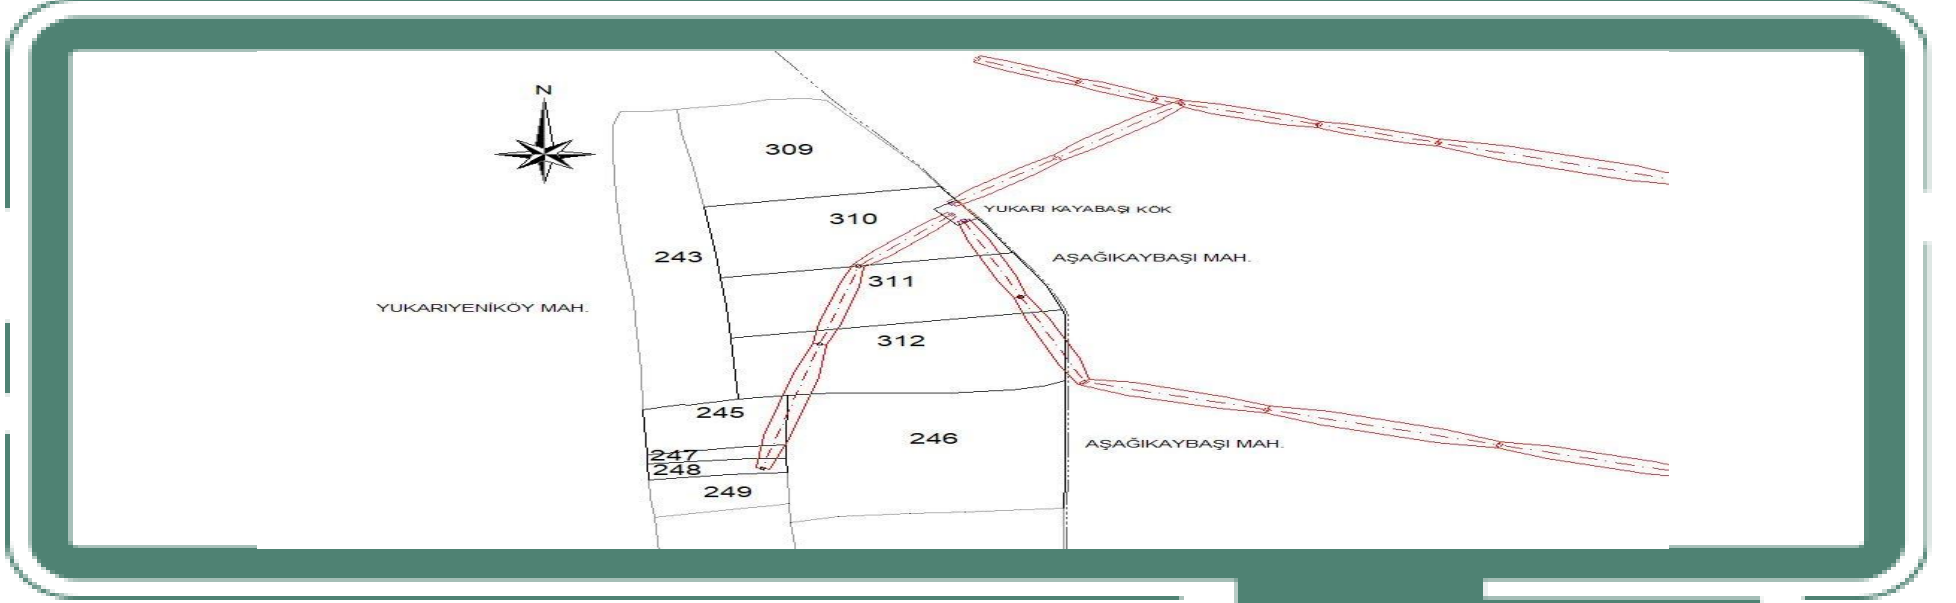 N
309
310
YUKARI KAYABAŞI KÖK
243
AŞAĞIKAYBAŞI MAH.
311
YUKARIYENİKÖY MAH.
312
245
246
AŞAĞIKAYBAŞI MAH.
247
248
249